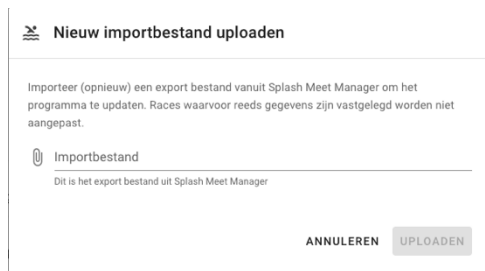 Nieuw importbestand uploaden
Importeer (opnieuw) een export bestand vanuit Splash Meet Manager om het
programma te updaten. Races waarvoor reeds gegevens zijn vastgelegd worden niet
aangepast.
Importbestand
Dit is het export bestand uit Splash Meet Manager
ANNULEREN UPLOADEN